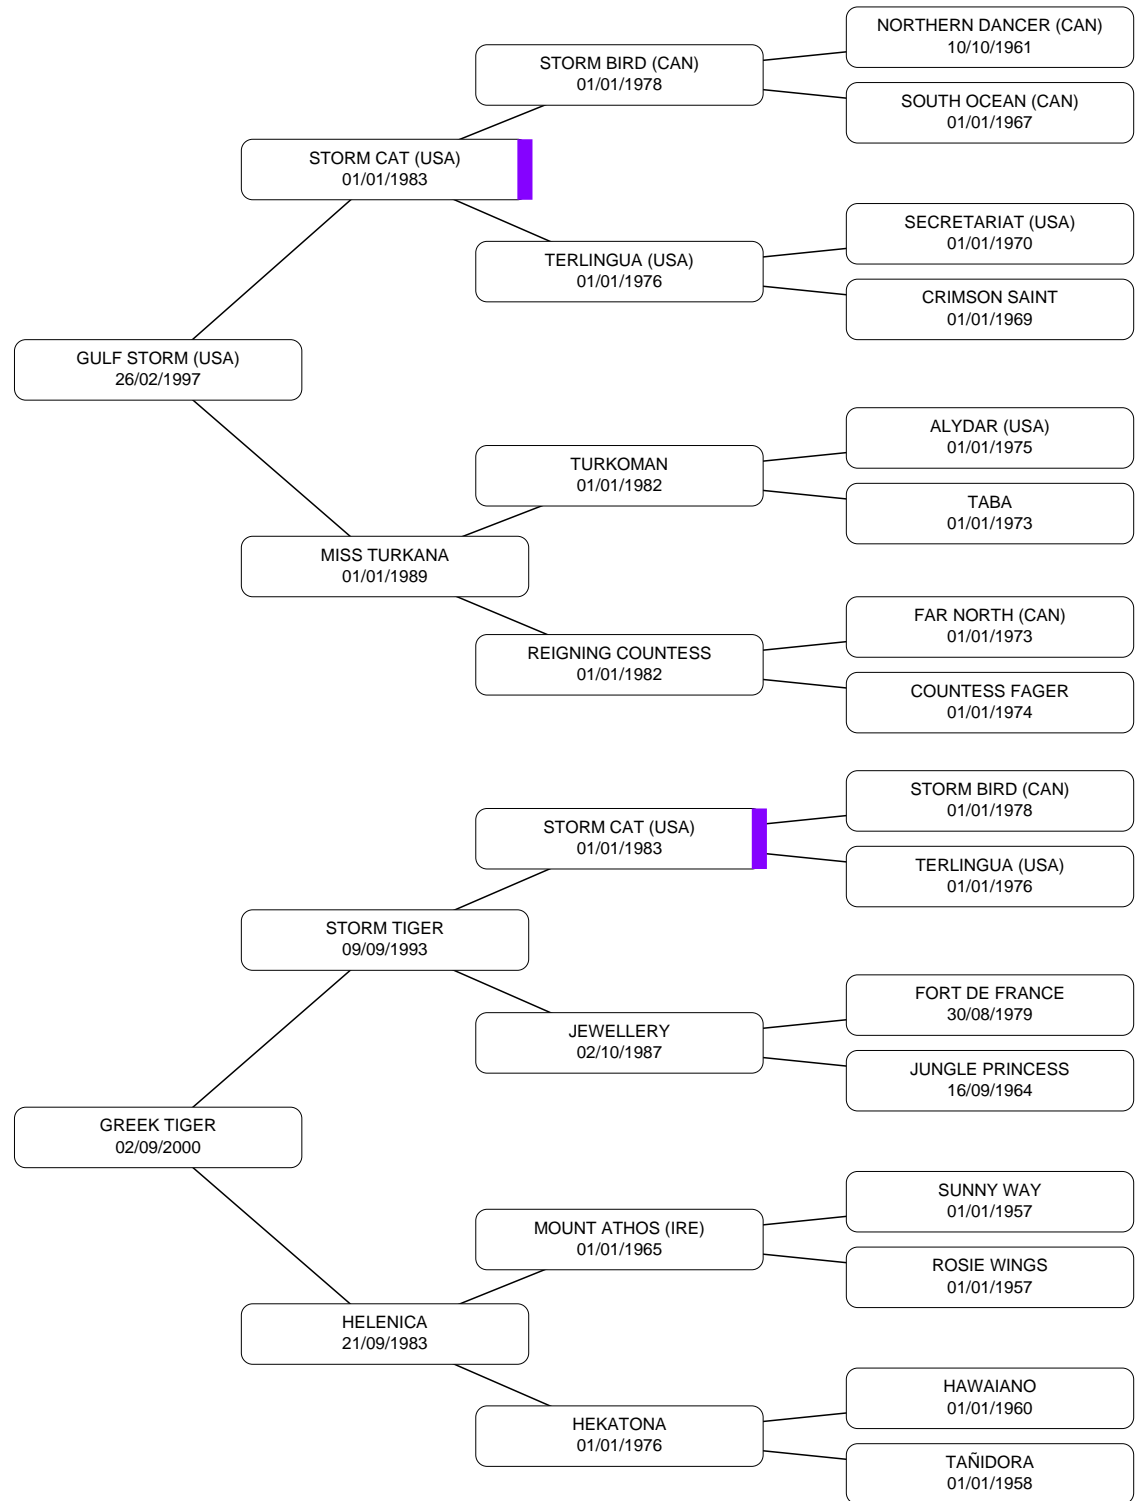 NORTHERN DANCER (CAN)
10/10/1961
STORM BIRD (CAN)
01/01/1978
SOUTH OCEAN (CAN)
01/01/1967
STORM CAT (USA)
01/01/1983
SECRETARIAT (USA)
01/01/1970
TERLINGUA (USA)
01/01/1976
CRIMSON SAINT
01/01/1969
GULF STORM (USA)
26/02/1997
ALYDAR (USA)
01/01/1975
TURKOMAN
01/01/1982
TABA
01/01/1973
MISS TURKANA
01/01/1989
FAR NORTH (CAN)
01/01/1973
REIGNING COUNTESS
01/01/1982
COUNTESS FAGER
01/01/1974
STORM BIRD (CAN)
01/01/1978
STORM CAT (USA)
01/01/1983
TERLINGUA (USA)
01/01/1976
STORM TIGER
09/09/1993
FORT DE FRANCE
30/08/1979
JEWELLERY
02/10/1987
JUNGLE PRINCESS
16/09/1964
GREEK TIGER
02/09/2000
SUNNY WAY
01/01/1957
MOUNT ATHOS (IRE)
01/01/1965
ROSIE WINGS
01/01/1957
HELENICA
21/09/1983
HAWAIANO
01/01/1960
HEKATONA
01/01/1976
TAÑIDORA
01/01/1958